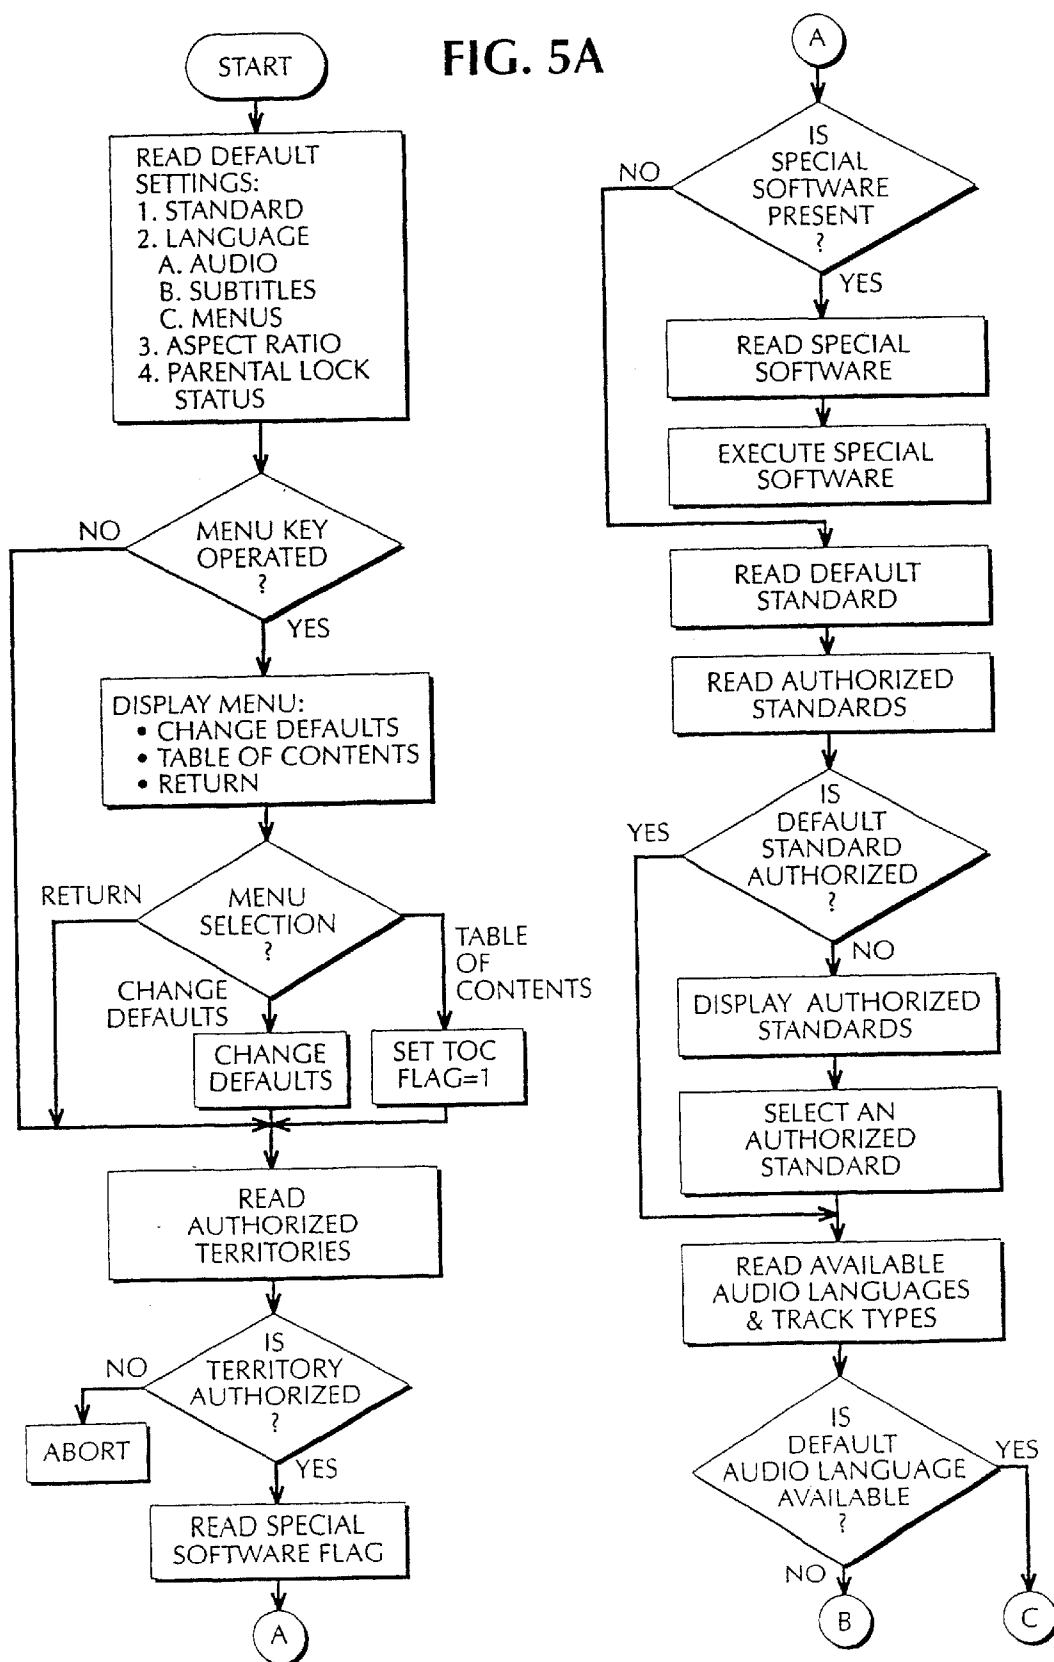 FIG. 5A
START
READ DEFAULT
SETTINGS:
1. STANDARD
2. LANGUAGE
A. AUDIO
B. SUBTITLES
C. MENUS
3. ASPECT RATIO
4. PARENTAL LOCK
STATUS
NO
MENU KEY
OPERATED
?
YES
DISPLAY MENU:
• CHANGE DEFAULTS
• TABLE OF CONTENTS
• RETURN
RETURN
MENU
SELECTION
?
TABLE
OF
CONTENTS
CHANGE
DEFAULTS
CHANGE
DEFAULTS
SET TOC
FLAG=1
READ
AUTHORIZED
TERRITORIES
NO
IS
TERRITORY
AUTHORIZED
?
ABORT
YES
READ SPECIAL
SOFTWARE FLAG
A
A
NO
IS
SPECIAL
SOFTWARE
PRESENT
?
YES
READ SPECIAL
SOFTWARE
EXECUTE SPECIAL
SOFTWARE
READ DEFAULT
STANDARD
READ AUTHORIZED
STANDARDS
YES
IS
DEFAULT
STANDARD
AUTHORIZED
?
NO
DISPLAY AUTHORIZED
STANDARDS
SELECT AN
AUTHORIZED
STANDARD
READ AVAILABLE
AUDIO LANGUAGES
& TRACK TYPES
IS
DEFAULT
AUDIO LANGUAGE
AVAILABLE
?
YES
NO
B
C